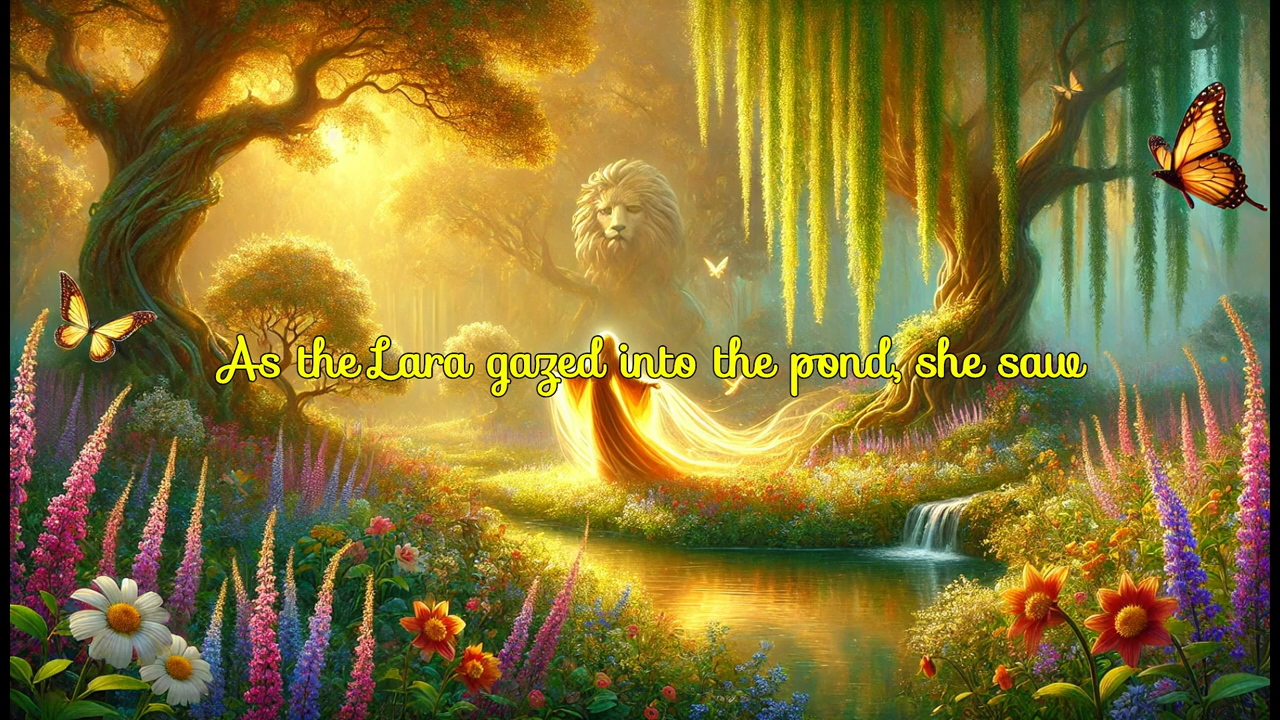 As the Lara gazed into the pond, she saw